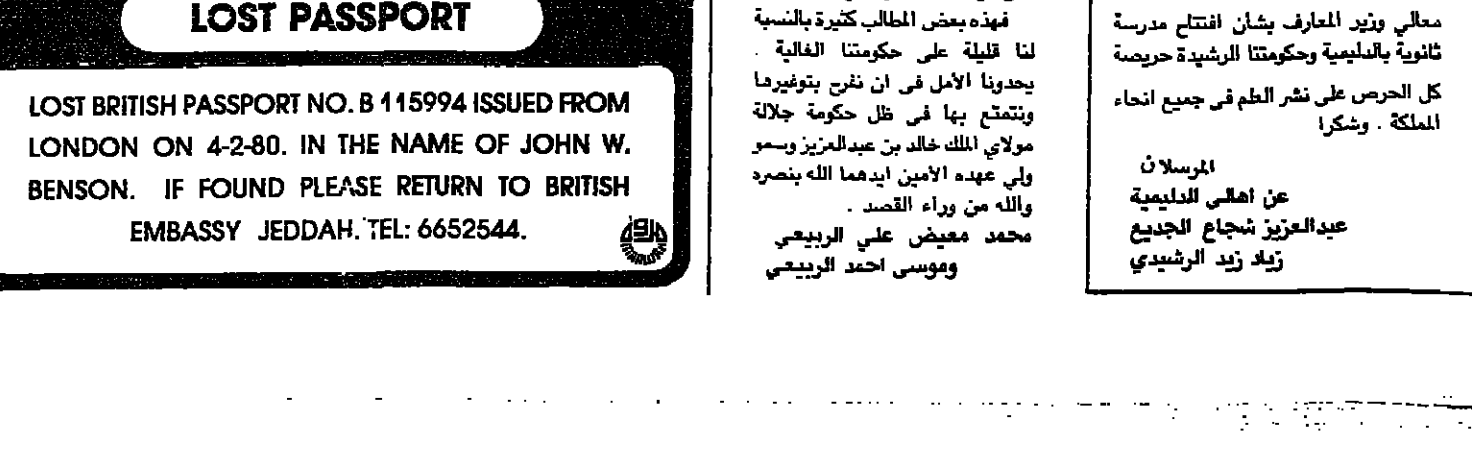 LOST PASSPORT
LOST BRITISH PASSPORT NO. B 115994 ISSUED FROM
LONDON ON 4-2-80. IN THE NAME OF JOHN W.
BENSON. IF FOUND PLEASE RETURN TO BRITISH
EMBASSY JEDDAH. TEL: 6652544.
فهذه بعض المطالب كثيرة بالنسبة
لنا قليلة على حكومتنا الغالية .
يحدونا الأمل فى ان نفرح بتوفيرها
ونتمتع بها فى ظل حكومة جلالة
مولاي الملك خالد بن عبدالعزيز وسمو
ولي عهده الأمين ايدهما الله بنصره
والله من وراء القصد .
محمد معيض علي الربيعي
وموسى احمد الربيعي
معالي وزير المعارف بشأن افتتاح مدرسة
ثانوية بالدليمية وحكومتنا الرشيدة حريصة
كل الحرص على نشر العلم في جميع انحاء
المملكة . وشكرا
المرسلان
عن اهالي الدليمية
عبدالعزيز شجاع الجديع
زياد زيد الرشيدي